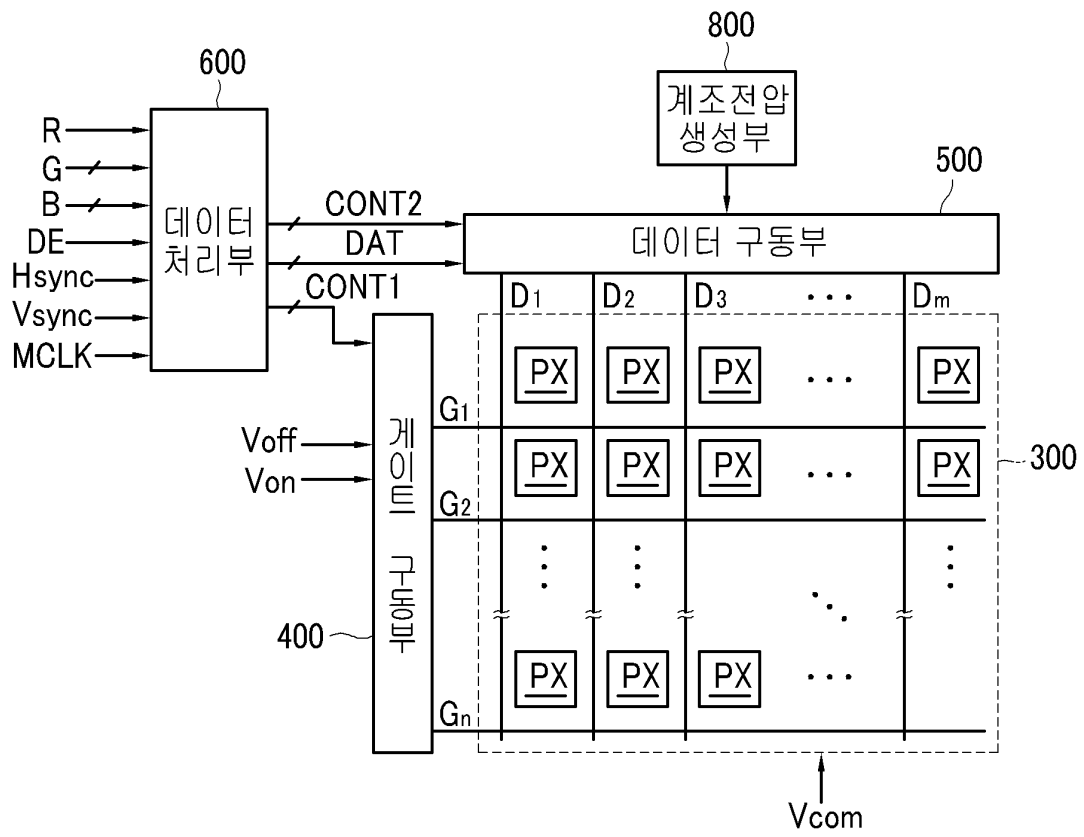 600
800
R
G
B
DE
Hsync
Vsync
MCLK
데이터
처리부
계조전압
생성부
500
CONT2
DAT
CONT1
데이터 구동부
D1 D2 D3 ··· Dm
PX PX PX ··· PX
G1
Voff
Von
게이트 구동부
PX PX PX ··· PX
300
G2
400
PX PX PX ···
Gn
Vcom